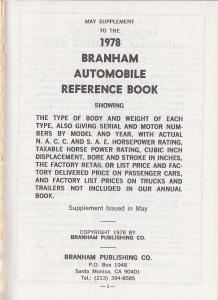 MAY SUPPLEMENT
TO THE
1978
BRANHAM
AUTOMOBILE
REFERENCE BOOK
SHOWING
THE TYPE OF BODY AND WEIGHT OF EACH
TYPE, ALSO GIVING SERIAL AND MOTOR NUM-
BERS BY MODEL AND YEAR, WITH ACTUAL
N. A. C. C. AND S. A. E. HORSEPOWER RATING,
TAXABLE HORSE POWER RATING, CUBIC INCH
DISPLACEMENT, BORE AND STROKE IN INCHES,
THE FACTORY RETAIL OR LIST PRICE AND FAC-
TORY DELIVERED PRICE ON PASSENGER CARS,
AND FACTORY LIST PRICES ON TRUCKS AND
TRAILERS NOT INCLUDED IN OUR ANNUAL
BOOK.
Supplement Issued in May
COPYRIGHT 1978 BY
BRANHAM PUBLISHING CO.
BRANHAM PUBLISHING CO.
P.O. Box 1948
Santa Monica, CA 90401
Tel.: (213) 394-8585
—1—